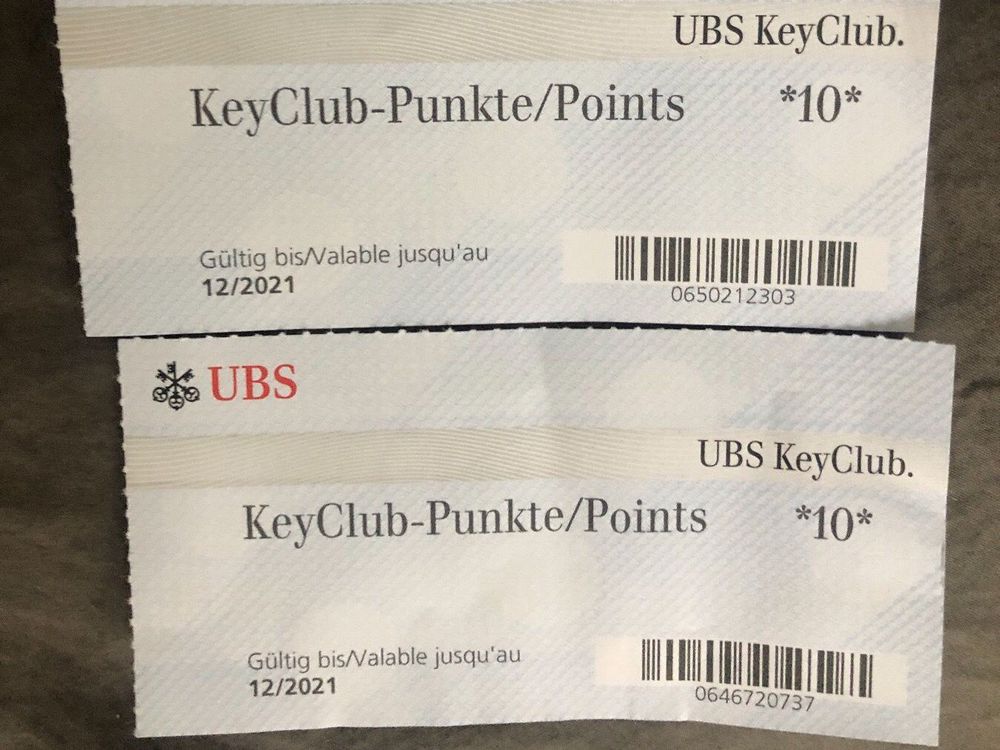 UBS KeyClub.
KeyClub-Punkte/Points *10*
Gültig bis/Valable jusqu'au
12/2021
0650212303
UBS
UBS KeyClub.
KeyClub-Punkte/Points *10*
Gültig bis/Valable jusqu'au
12/2021
0646720737